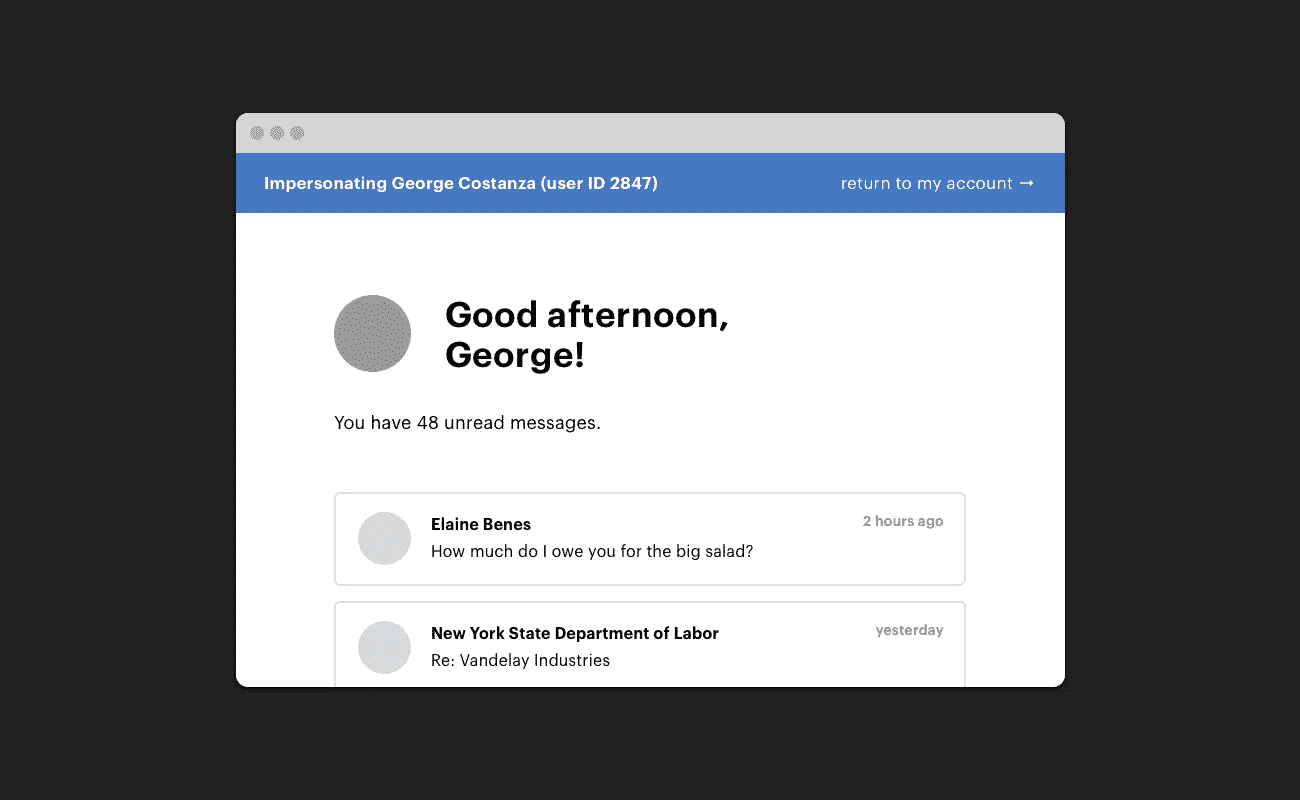 Impersonating George Costanza (user ID 2847)
return to my account →
Good afternoon,
George!
You have 48 unread messages.
Elaine Benes
2 hours ago
How much do I owe you for the big salad?
New York State Department of Labor
yesterday
Re: Vandelay Industries